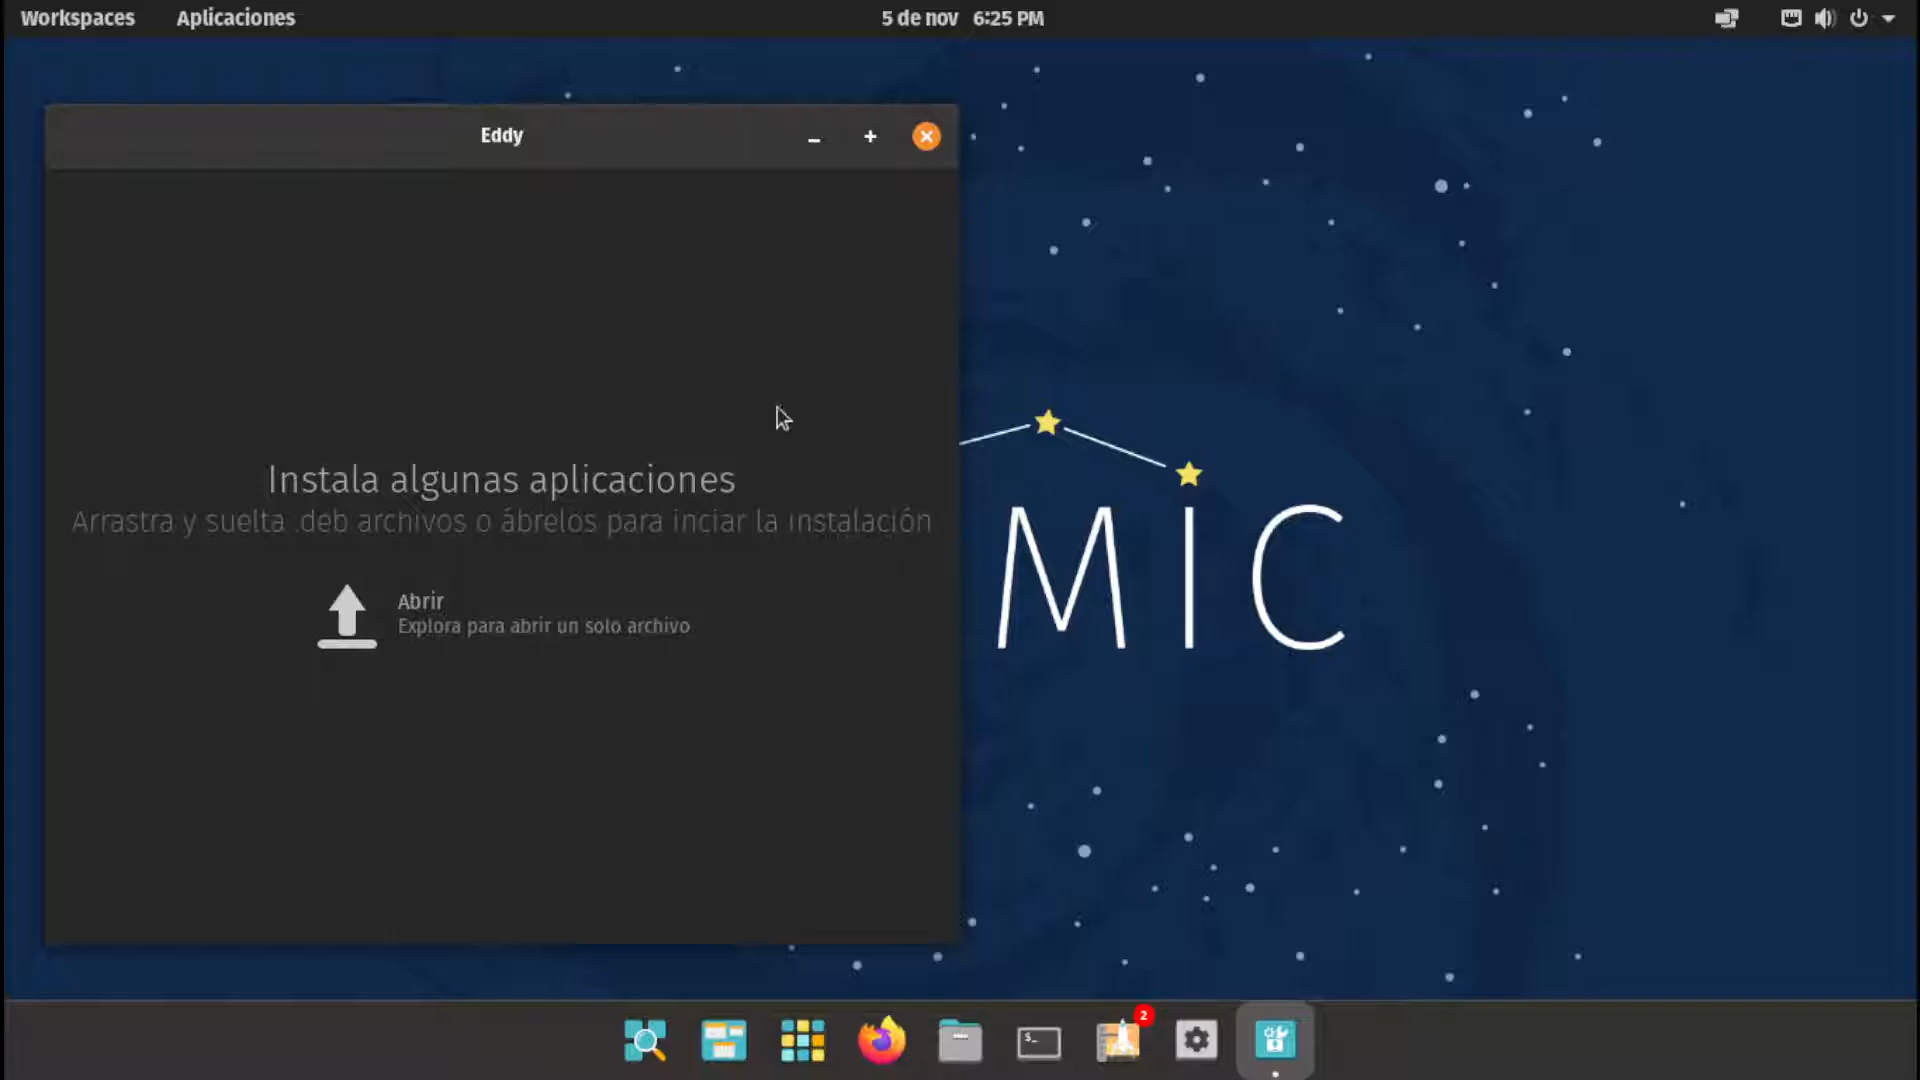 Workspaces Aplicaciones 5 de nov 6:25 PM
Eddy
Instala algunas aplicaciones
Arrastra y suelta .deb archivos o ábrelos para inciar la instalación
Abrir
Explora para abrir un solo archivo
MIC
$_
2